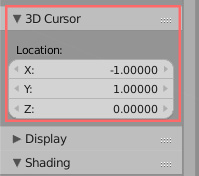 3D Cursor
Location:
X: -1.00000
Y: 1.00000
Z: 0.00000
Display
Shading